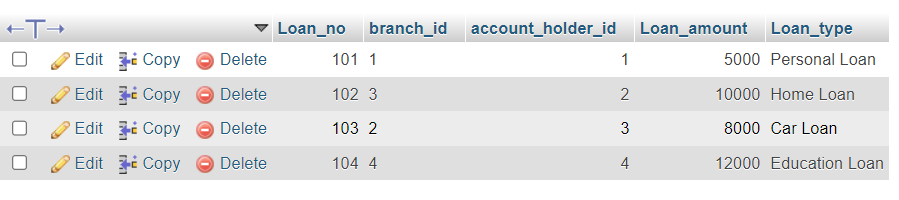 Loan_no branch_id account_holder_id Loan_amount Loan_type
Edit Copy Delete 101 1 1 5000 Personal Loan
Edit Copy Delete 102 3 2 10000 Home Loan
Edit Copy Delete 103 2 3 8000 Car Loan
Edit Copy Delete 104 4 4 12000 Education Loan